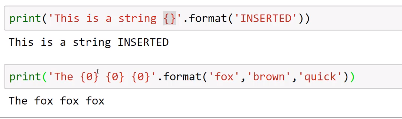 print('This is a string {}'.format('INSERTED'))
This is a string INSERTED
print('The {0} {0} {0}'.format('fox','brown','quick'))
The fox fox fox